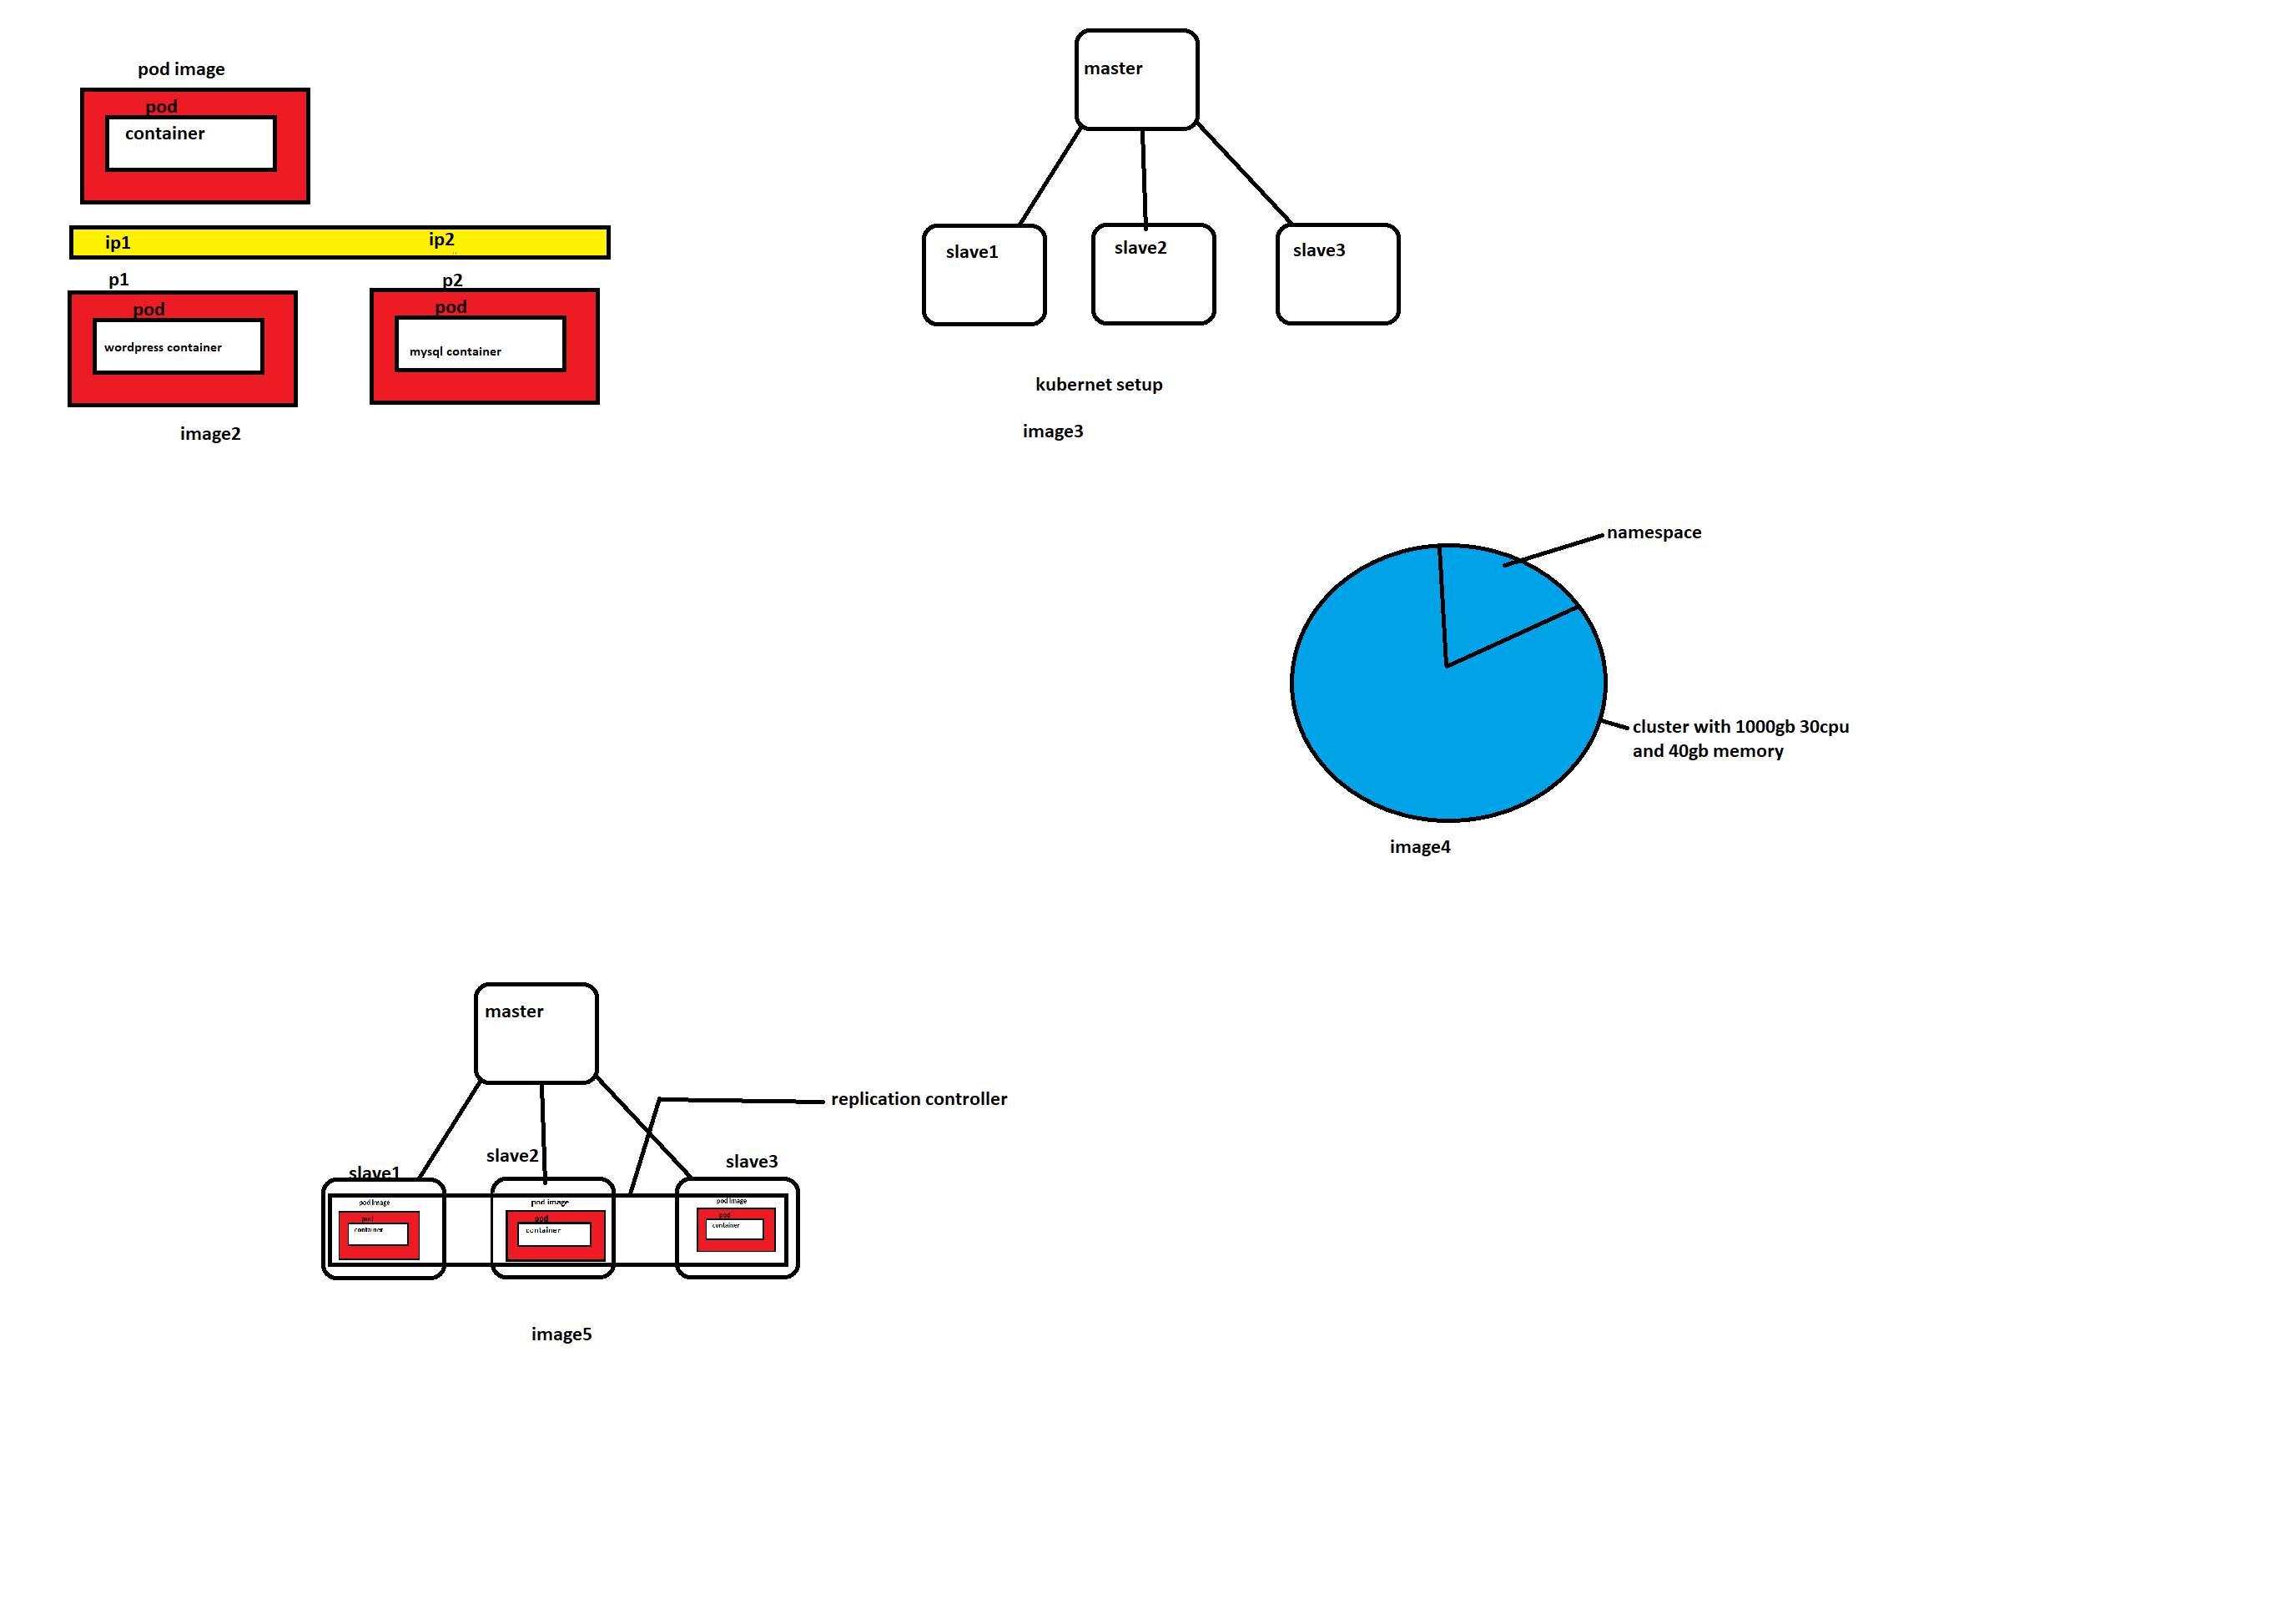 pod image
pod
container
ip1
ip2
p1
p2
pod
pod
wordpress container
mysql container
image2
master
slave1
slave2
slave3
kubernet setup
image3
namespace
cluster with 1000gb 30cpu
and 40gb memory
image4
master
replication controller
slave1
slave2
slave3
pod image
pod
container
pod image
pod
container
pod image
pod
container
image5